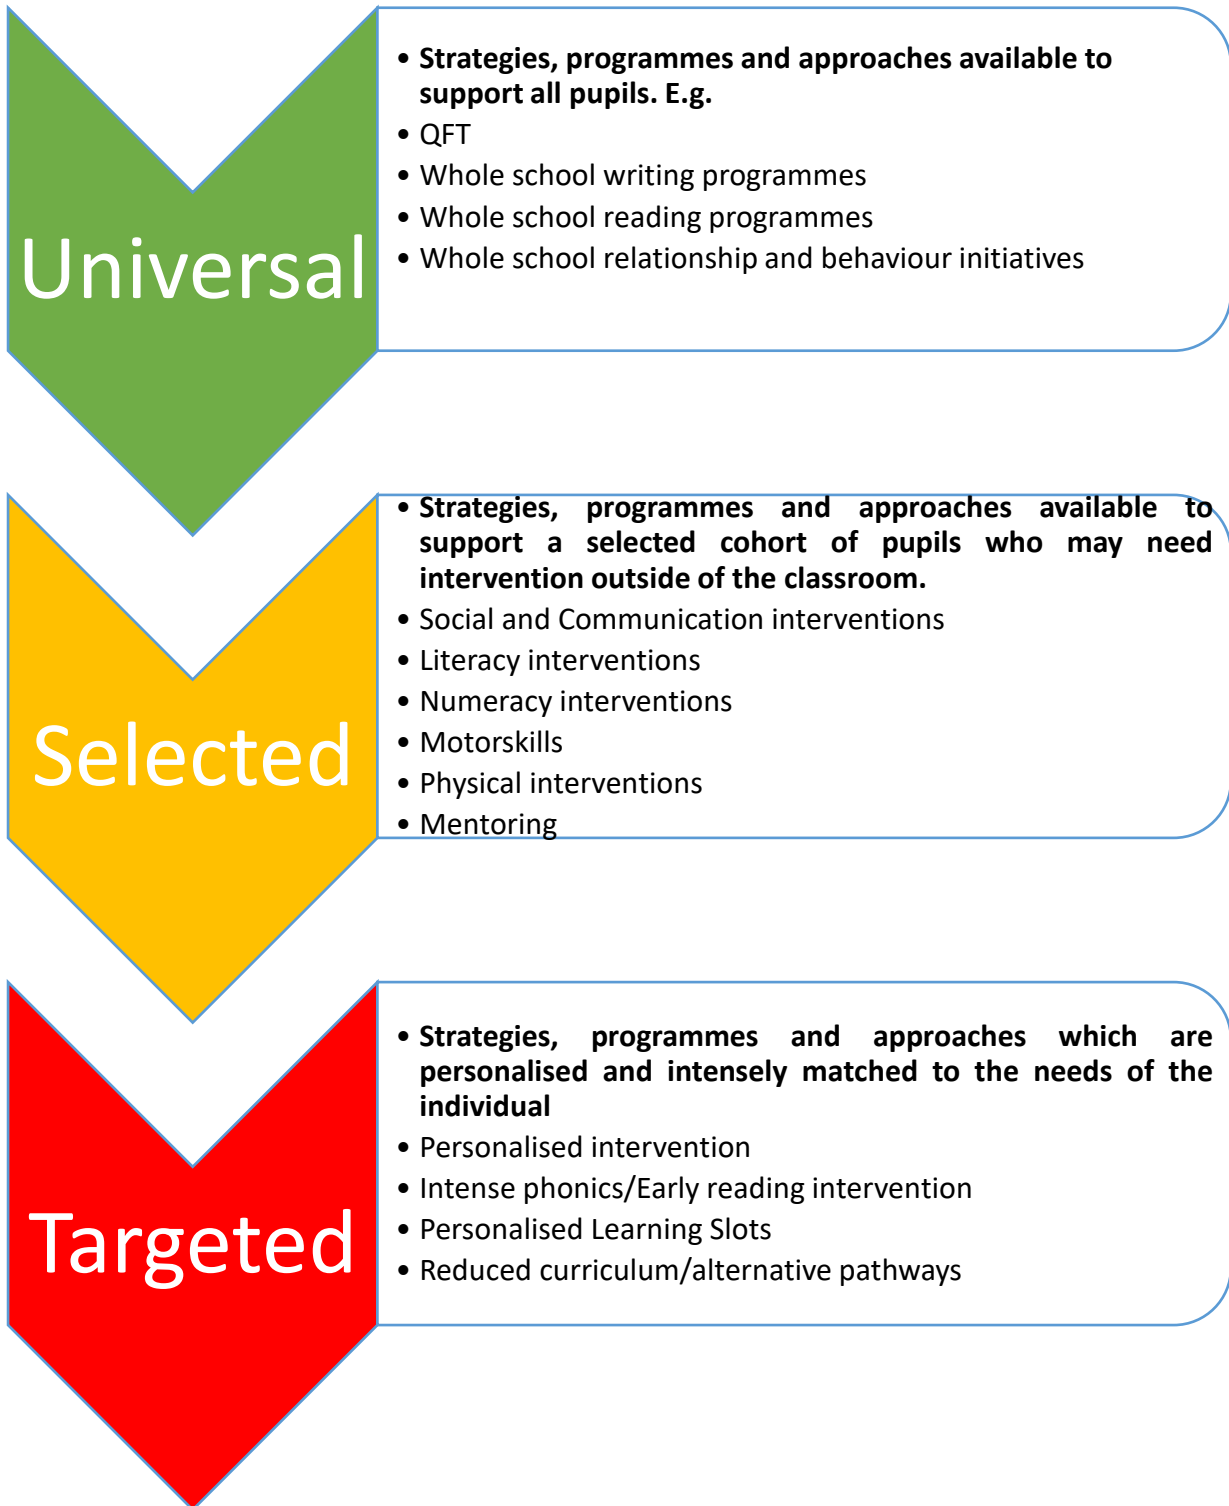 Universal
• Strategies, programmes and approaches available to
support all pupils. E.g.
• QFT
• Whole school writing programmes
• Whole school reading programmes
• Whole school relationship and behaviour initiatives
Selected
• Strategies, programmes and approaches available to
support a selected cohort of pupils who may need
intervention outside of the classroom.
• Social and Communication interventions
• Literacy interventions
• Numeracy interventions
• Motorskills
• Physical interventions
• Mentoring
Targeted
• Strategies, programmes and approaches which are
personalised and intensely matched to the needs of the
individual
• Personalised intervention
• Intense phonics/Early reading intervention
• Personalised Learning Slots
• Reduced curriculum/alternative pathways